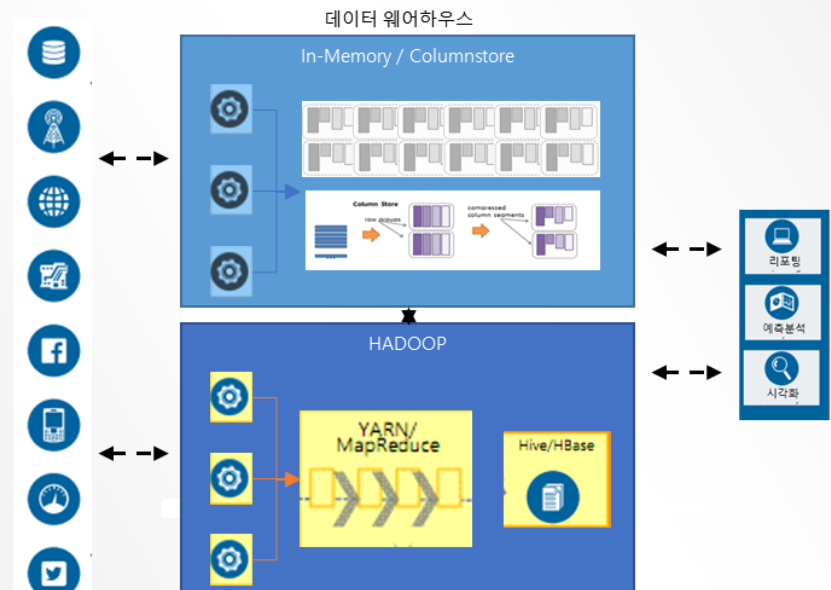 데이터 웨어하우스
In-Memory / Columnstore
Column Store
row groups
compressed
column segments
HADOOP
YARN/
MapReduce
Hive/HBase
리포팅
예측분석
시각화